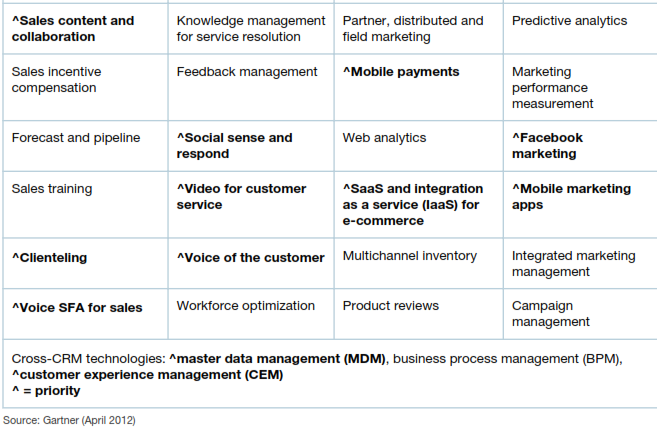 ^Sales content and
collaboration
Knowledge management
for service resolution
Partner, distributed and
field marketing
Predictive analytics
Sales incentive
compensation
Feedback management
^Mobile payments
Marketing
performance
measurement
Forecast and pipeline
^Social sense and
respond
Web analytics
^Facebook
marketing
Sales training
^Video for customer
service
^SaaS and integration
as a service (IaaS) for
e-commerce
^Mobile marketing
apps
^Clienteling
^Voice of the customer
Multichannel inventory
Integrated marketing
management
^Voice SFA for sales
Workforce optimization
Product reviews
Campaign
management
Cross-CRM technologies: ^master data management (MDM), business process management (BPM),
^customer experience management (CEM)
^ = priority
Source: Gartner (April 2012)